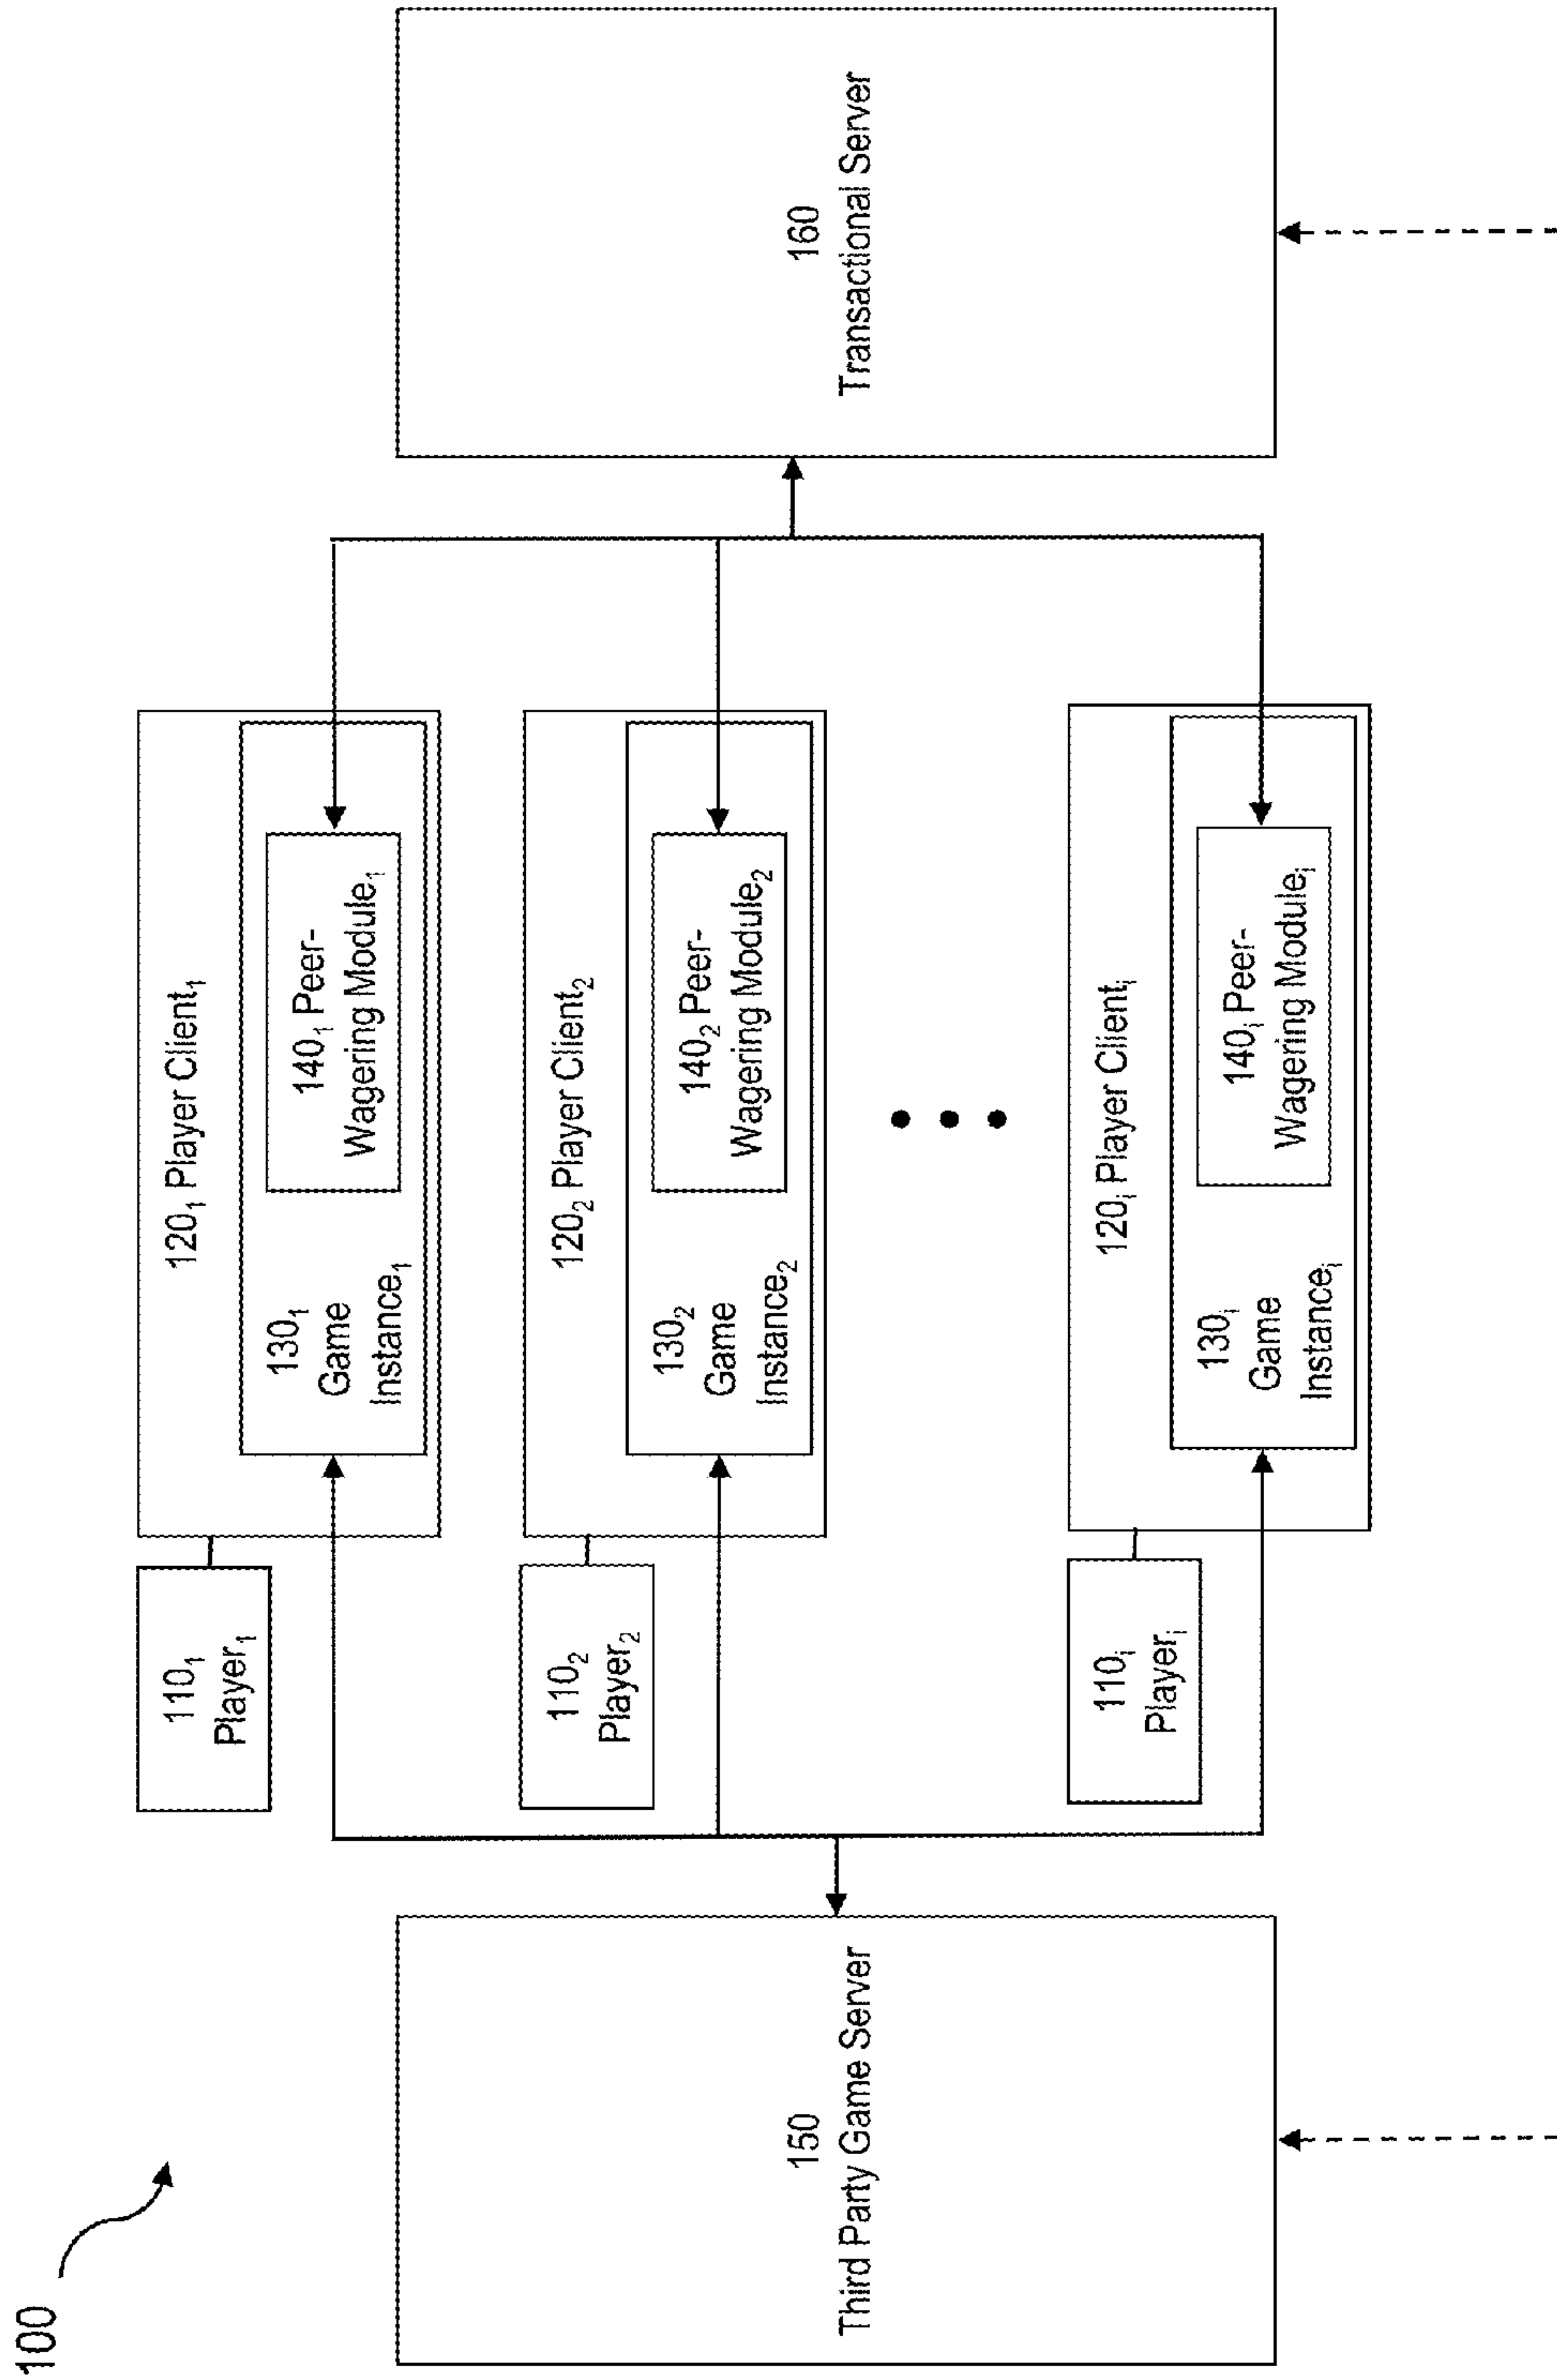 100
110₁
Player₁
120₁ Player Client₁
130₁
Game
Instance₁
140₁ Peer-
Wagering Module₁
110₂
Player₂
120₂ Player Client₂
130₂
Game
Instance₂
140₂ Peer-
Wagering Module₂
110ᵢ
Playerᵢ
120ᵢ Player Clientᵢ
130ᵢ
Game
Instanceᵢ
140ᵢ Peer-
Wagering Moduleᵢ
150
Third Party Game Server
160
Transactional Server